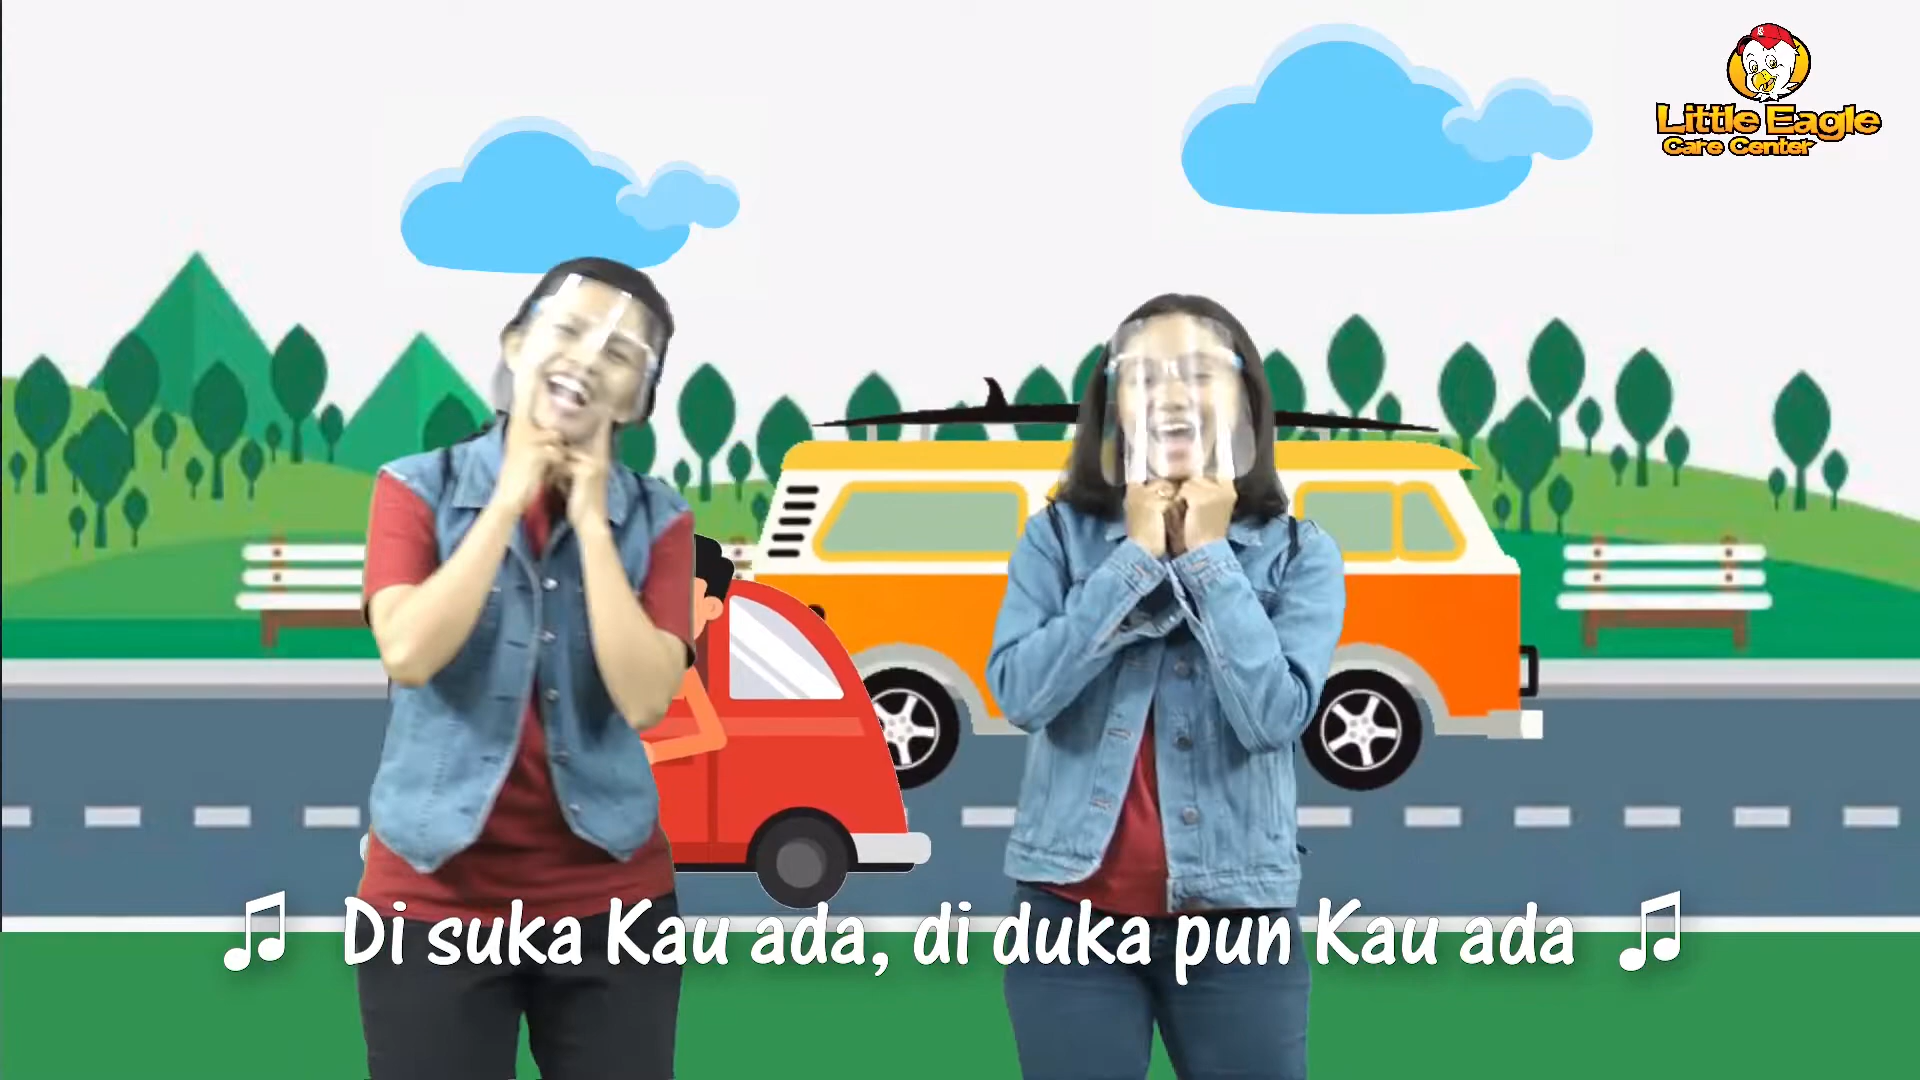 Little Eagle
Care Center
♫ Di suka Kau ada, di duka pun Kau ada ♫